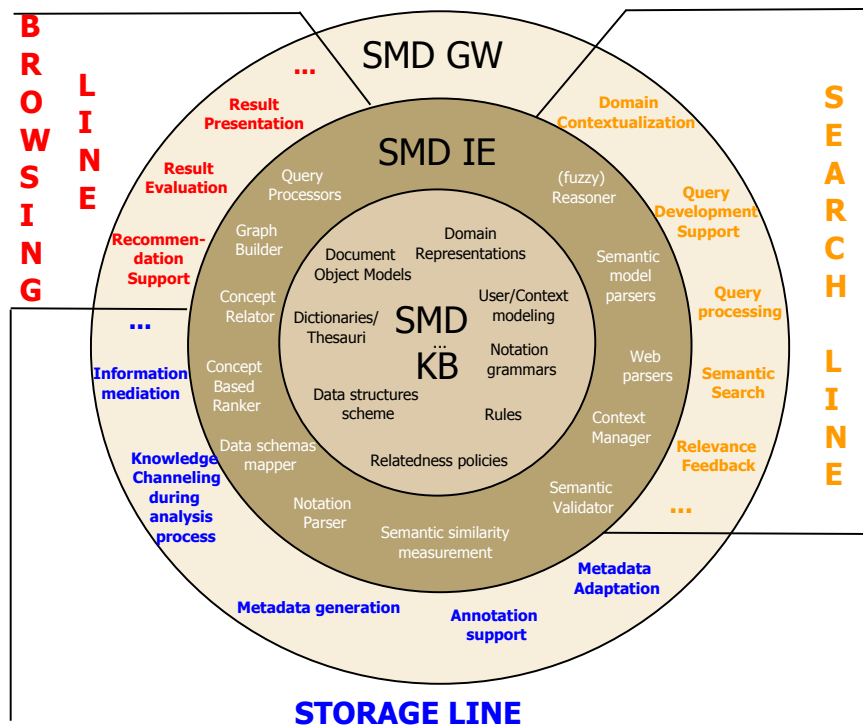 BROWSING
LINE
SMD GW
...
Result
Presentation
Result
Evaluation
Recommen-
dation
Support
...
Information
mediation
Knowledge
Channeling
during
analysis
process
Metadata generation
Annotation
support
Metadata
Adaptation
STORAGE LINE
SEARCH
LINE
Domain
Contextualization
Query
Development
Support
Query
processing
Semantic
Search
Relevance
Feedback
...
SMD IE
Query
Processors
Graph
Builder
Concept
Relator
Concept
Based
Ranker
Data schemas
mapper
Notation
Parser
Semantic similarity
measurement
Semantic
Validator
Context
Manager
Web
parsers
Semantic
model
parsers
(fuzzy)
Reasoner
Domain
Representations
Document
Object Models
User/Context
modeling
Dictionaries/
Thesauri
SMD
...
KB
Notation
grammars
Data structures
scheme
Rules
Relatedness policies